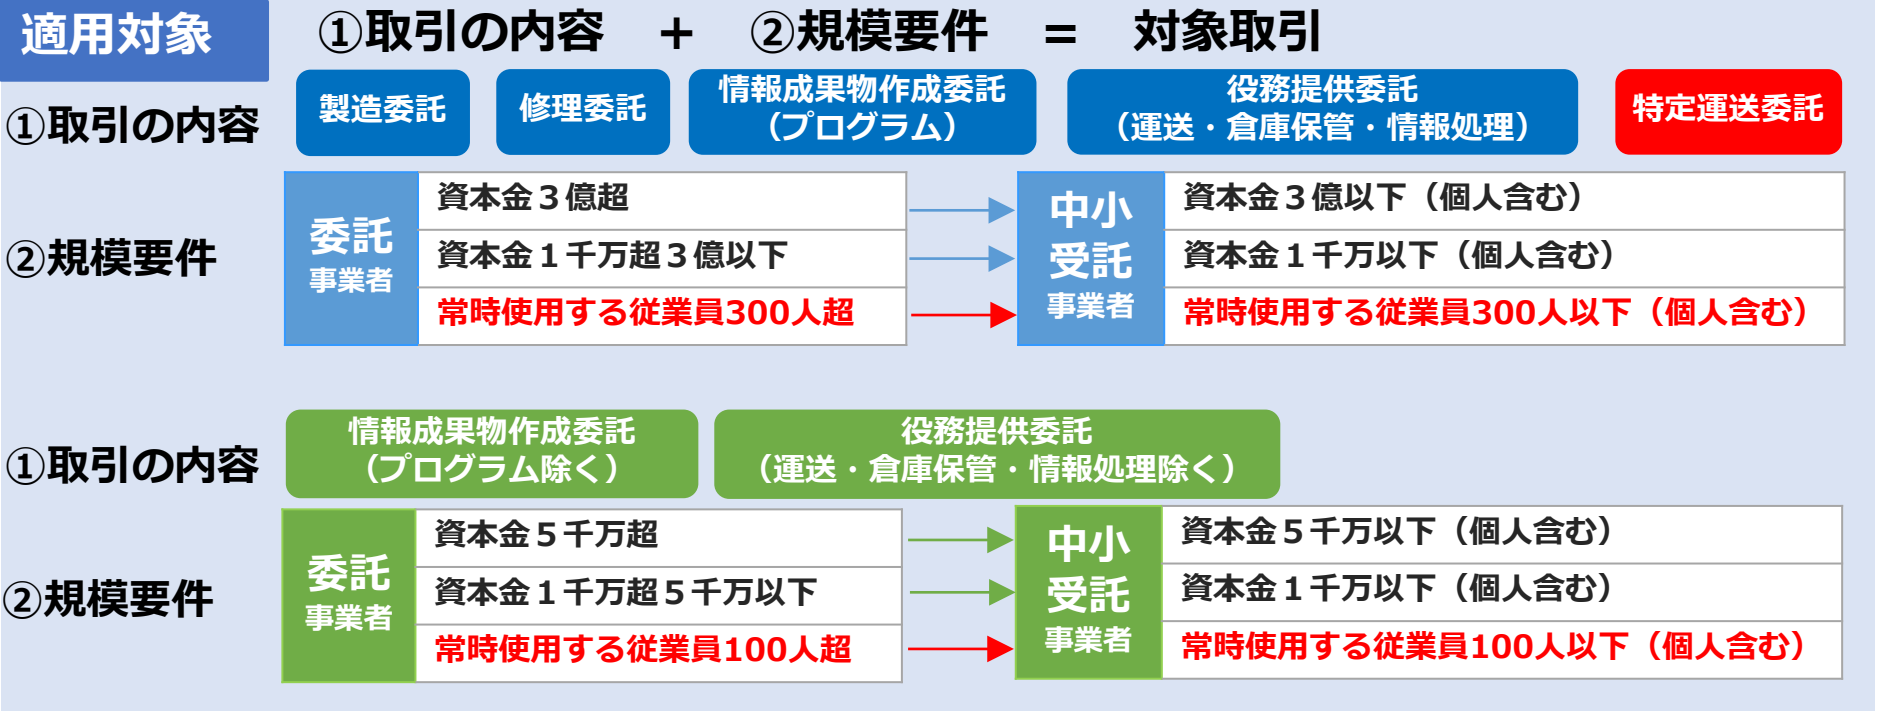 適用対象
①取引の内容 + ②規模要件 = 対象取引
①取引の内容
製造委託
修理委託
情報成果物作成委託
（プログラム）
役務提供委託
（運送・倉庫保管・情報処理）
特定運送委託
②規模要件
委託
事業者
資本金３億超
資本金１千万超３億以下
常時使用する従業員300人超
中小
受託
事業者
資本金３億以下（個人含む）
資本金１千万以下（個人含む）
常時使用する従業員300人以下（個人含む）
①取引の内容
情報成果物作成委託
（プログラム除く）
役務提供委託
（運送・倉庫保管・情報処理除く）
②規模要件
委託
事業者
資本金５千万超
資本金１千万超５千万以下
常時使用する従業員100人超
中小
受託
事業者
資本金５千万以下（個人含む）
資本金１千万以下（個人含む）
常時使用する従業員100人以下（個人含む）